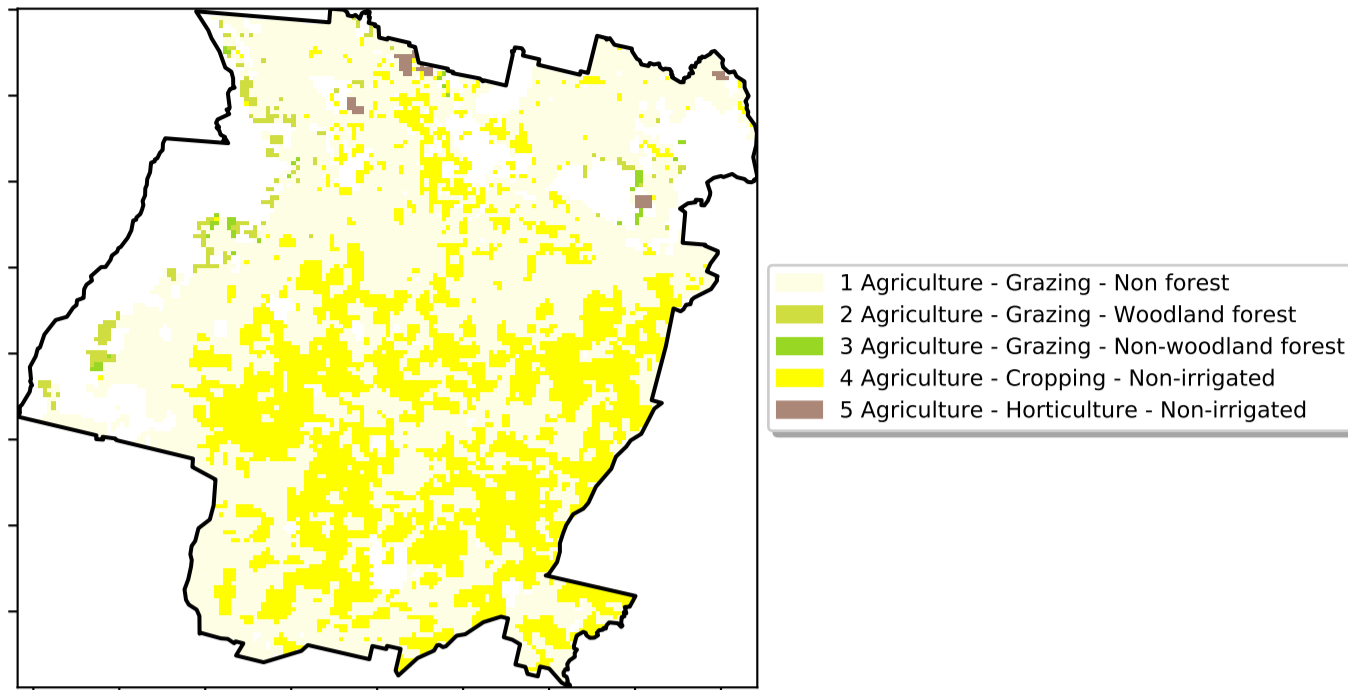 1 Agriculture - Grazing - Non forest
2 Agriculture - Grazing - Woodland forest
3 Agriculture - Grazing - Non-woodland forest
4 Agriculture - Cropping - Non-irrigated
5 Agriculture - Horticulture - Non-irrigated